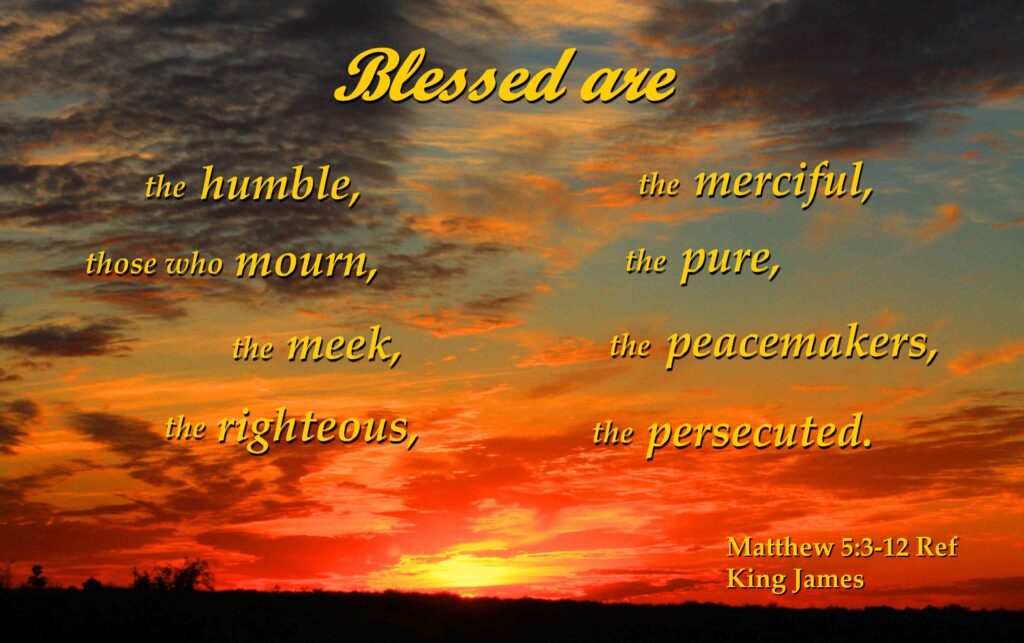 Blessed are
the humble,
those who mourn,
the meek,
the righteous,
the merciful,
the pure,
the peacemakers,
the persecuted.
Matthew 5:3-12 Ref
King James